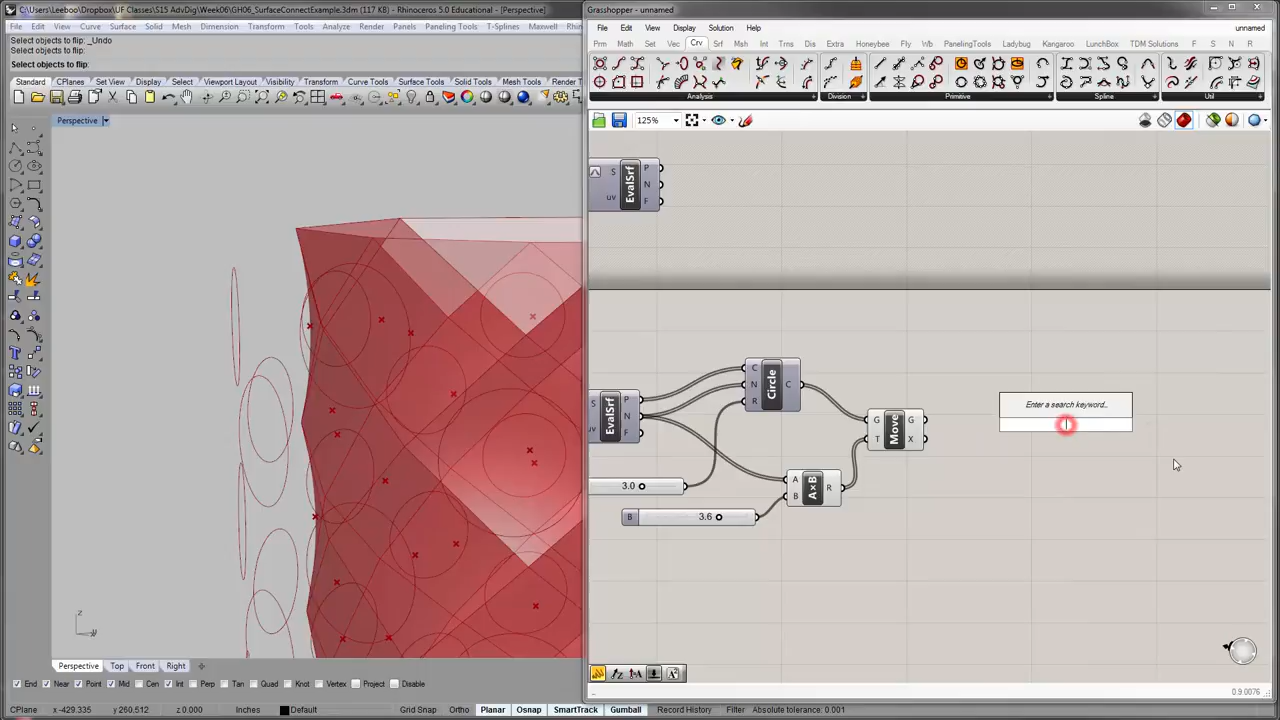 C:\Users\Leeboo\Dropbox\UF Classes\S15 AdvDig\Week06\GH06_SurfaceConnectExample.3dm (117 KB) - Rhinoceros 5.0 Educational - [Perspective]
File Edit View Curve Surface Solid Mesh Dimension Transform Tools Analyze Render Panels Paneling Tools T-Splines Maxwell
Select objects to flip: _Undo
Select objects to flip:
Select objects to flip:
Standard CPlanes Set View Display Select Viewport Layout Visibility Transform Curve Tools Surface Tools Solid Tools Mesh Tools Render T
Perspective
z
y
Perspective Top Front Right
End Near Point Mid Cen Int Perp Tan Quad Knot Vertex Project Disable
CPlane x -429.335 y 260.512 z 0.000 Inches Default Grid Snap Ortho Planar Osnap SmartTrack Gumball Record History Filter Absolute tolerance: 0.001
Grasshopper - unnamed
File Edit View Display Solution Help unnamed
Prm Math Set Vec Crv Srf Msh Int Trns Dis Extra Honeybee Fly Wb PanelingTools Ladybug Kangaroo LunchBox TDM Solutions F S N R T
Analysis Division Primitive Spline Util
125%
S
uv
EvalSrf
P
N
F
S
uv
EvalSrf
P
N
F
C
N
R
Circle
C
G
T
Move
G
X
3.0
B 3.6
A
B
A×B
R
Enter a search keyword...
0.9.0076